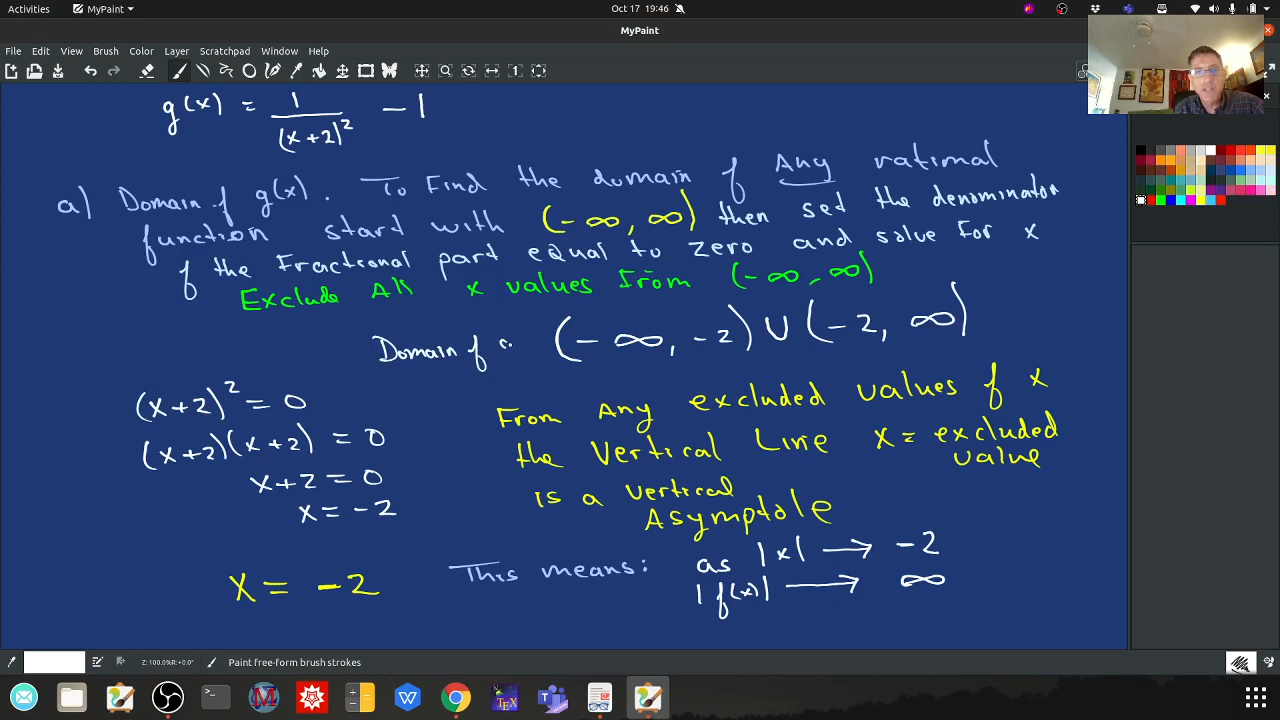 Activities MyPaint Oct 17 19:46
MyPaint
File Edit View Brush Color Layer Scratchpad Window Help
g(x) = 1/(x+2)² - 1
a) Domain of g(x). To Find the domain of Any rational
function start with (-∞, ∞) then set the denominator
of the Fractional part equal to zero and solve For x
Exclude All x values from (-∞, ∞)
Domain of (-∞, -2) ∪ (-2, ∞)
(x+2)² = 0
(x+2)(x+2) = 0
x+2 = 0
x = -2
x = -2
From Any excluded values of x
the Vertical Line x = excluded
value
is a vertical
Asymptote
This means: as |x| → -2
|f(x)| → ∞
Z: 100.0%R:+0.0° Paint free-form brush strokes